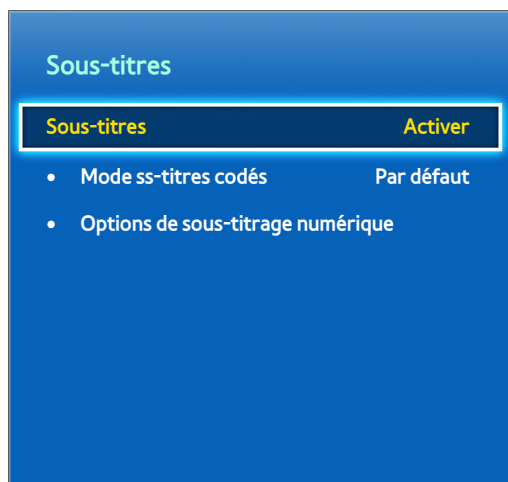 Sous-titres
Sous-titres Activer
• Mode ss-titres codés Par défaut
• Options de sous-titrage numérique